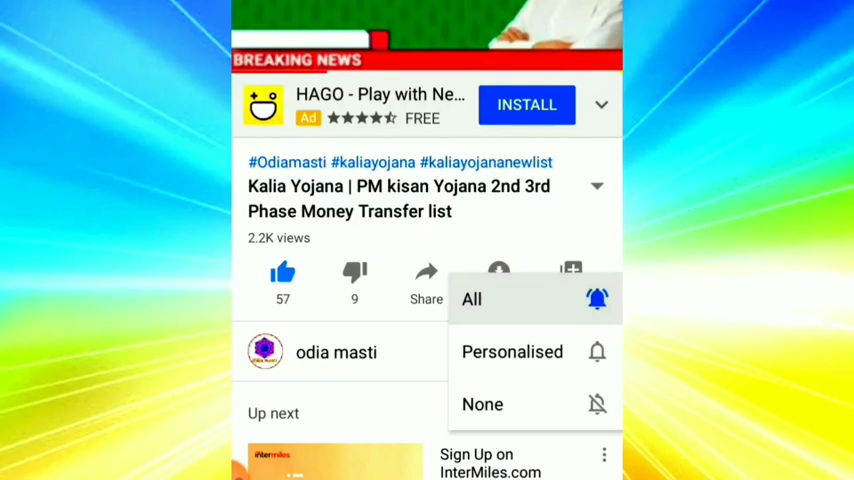 BREAKING NEWS
HAGO - Play with Ne...
INSTALL
Ad
FREE
#Odiamasti #kaliayojana #kaliayojananewlist
Kalia Yojana | PM kisan Yojana 2nd 3rd
Phase Money Transfer list
2.2K views
57
9
Share
All
odia masti
Personalised
None
Up next
intermiles
Sign Up on
InterMiles.com